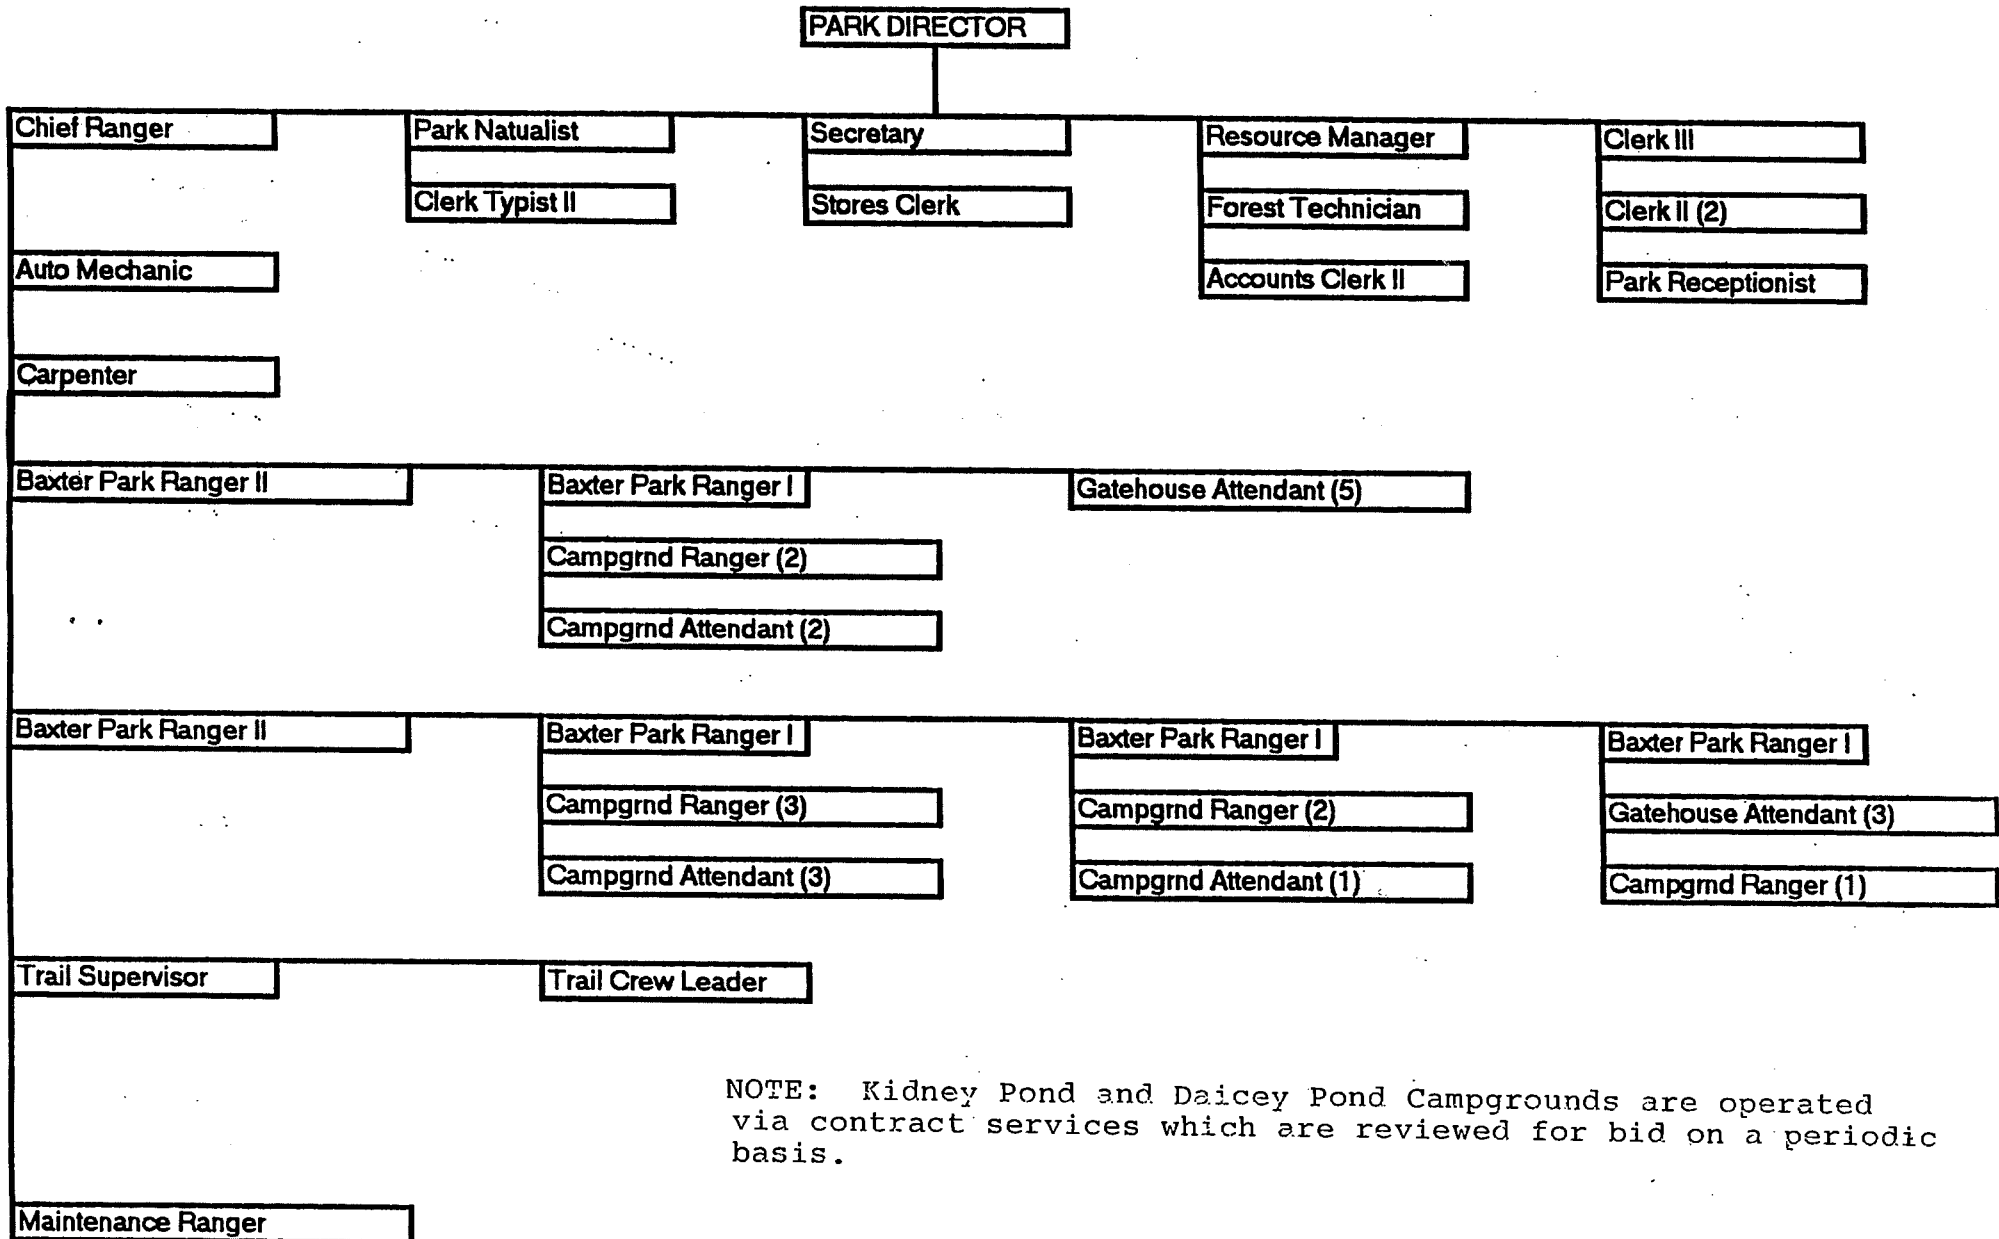 PARK DIRECTOR
Chief Ranger
Park Natualist
Secretary
Resource Manager
Clerk III
Clerk Typist II
Stores Clerk
Forest Technician
Clerk II (2)
Auto Mechanic
Accounts Clerk II
Park Receptionist
Carpenter
Baxter Park Ranger II
Baxter Park Ranger I
Gatehouse Attendant (5)
Campgrnd Ranger (2)
Campgrnd Attendant (2)
Baxter Park Ranger II
Baxter Park Ranger I
Baxter Park Ranger I
Baxter Park Ranger I
Campgrnd Ranger (3)
Campgrnd Ranger (2)
Gatehouse Attendant (3)
Campgrnd Attendant (3)
Campgrnd Attendant (1)
Campgrnd Ranger (1)
Trail Supervisor
Trail Crew Leader
NOTE: Kidney Pond and Daicey Pond Campgrounds are operated
via contract services which are reviewed for bid on a periodic
basis.
Maintenance Ranger